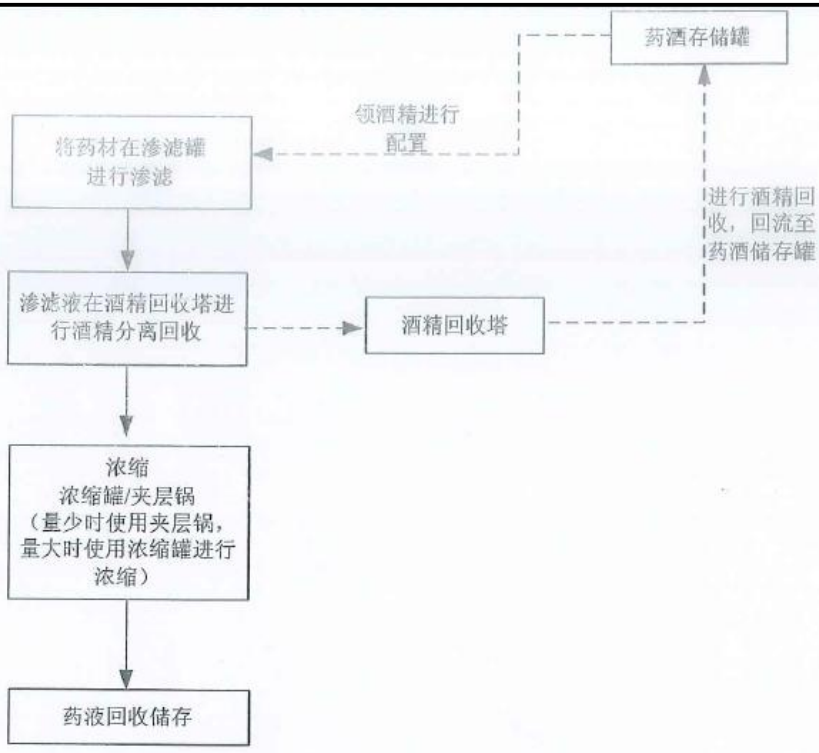 药酒存储罐
领酒精进行
配置
将药材在渗滤罐
进行渗滤
进行酒精回
收，回流至
药酒储存罐
渗滤液在酒精回收塔进
行酒精分离回收
酒精回收塔
浓缩
浓缩罐/夹层锅
（量少时使用夹层锅，
量大时使用浓缩罐进行
浓缩）
药液回收储存